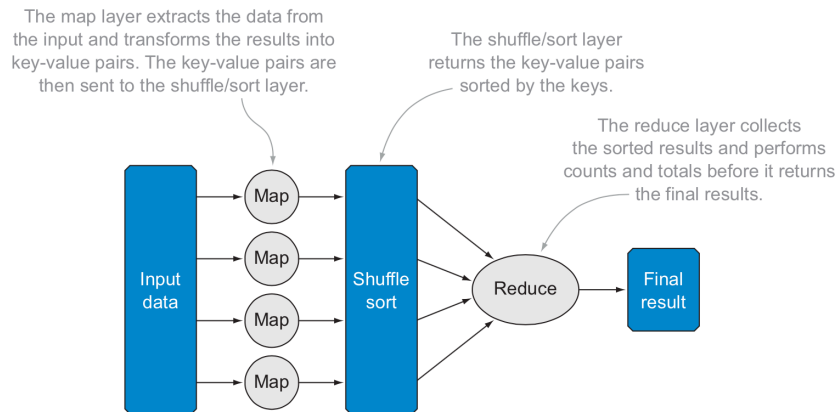 The map layer extracts the data from
the input and transforms the results into
key-value pairs. The key-value pairs are
then sent to the shuffle/sort layer.
The shuffle/sort layer
returns the key-value pairs
sorted by the keys.
The reduce layer collects
the sorted results and performs
counts and totals before it returns
the final results.
Input
data
Map
Map
Map
Map
Shuffle
sort
Reduce
Final
result